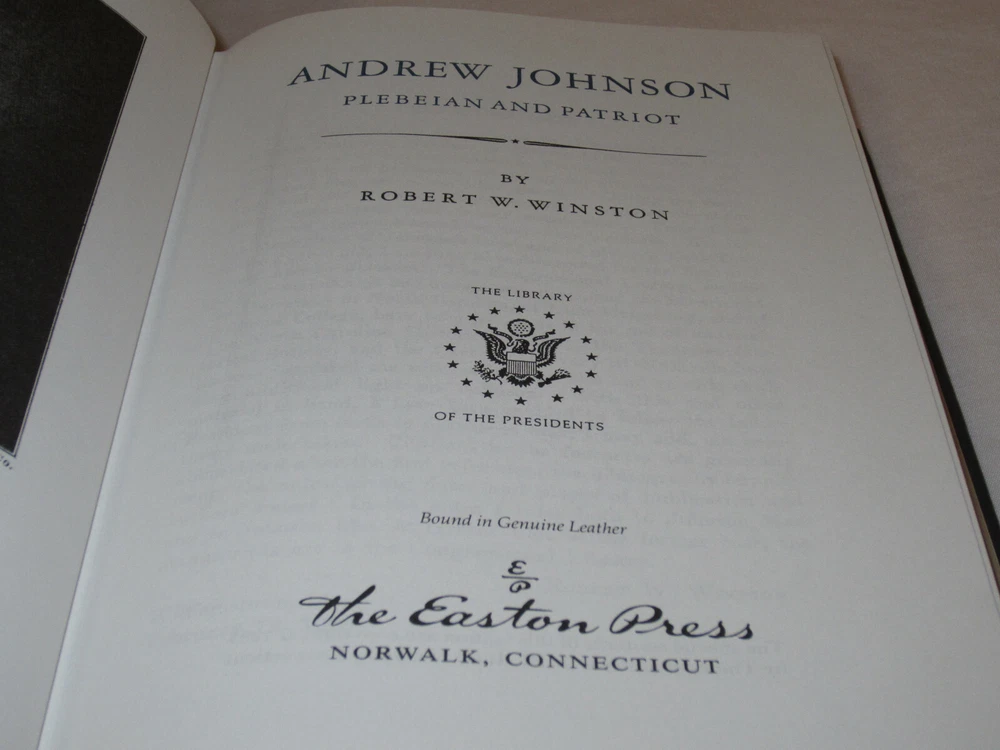 ANDREW JOHNSON
PLEBEIAN AND PATRIOT
BY
ROBERT W. WINSTON
THE LIBRARY
OF THE PRESIDENTS
Bound in Genuine Leather
E
P
The Easton Press
NORWALK, CONNECTICUT